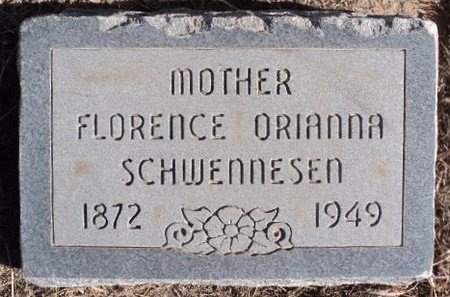 MOTHER
FLORENCE ORIANNA
SCHWENNESEN
1872 1949